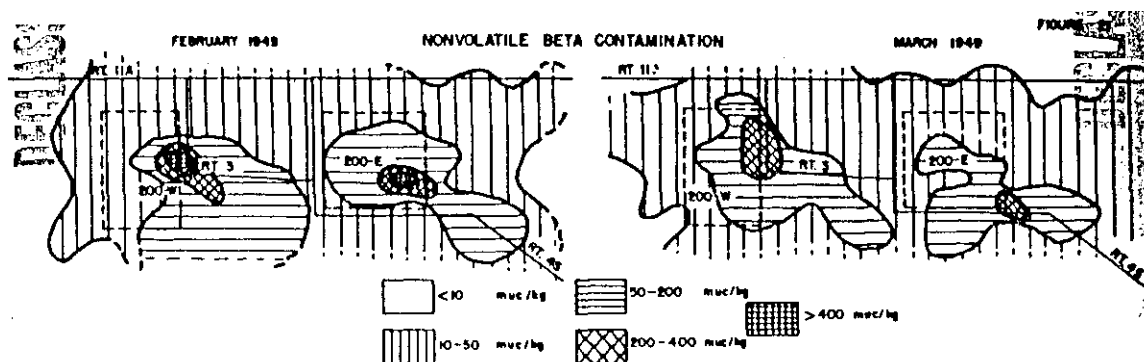 FEBRUARY 1949
NONVOLATILE BETA CONTAMINATION
MARCH 1949
FIGURE
RT. 11A
RT. 3
200-W
200-E
RT. 4S
RT. 3
200-W
200-E
RT. 4S
<10 muc/kg
50-200 muc/kg
>400 muc/kg
10-50 muc/kg
200-400 muc/kg